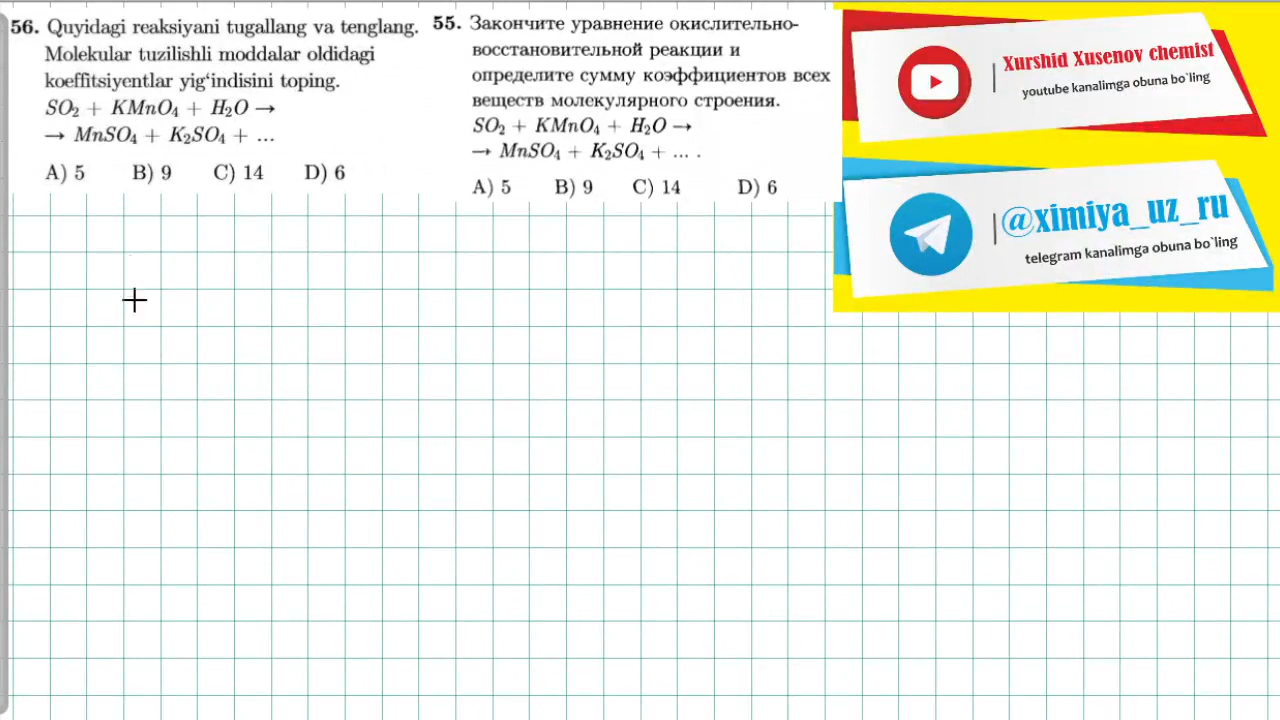 56. Quyidagi reaksiyani tugallang va tenglang.
Molekular tuzilishli moddalar oldidagi
koeffitsiyentlar yig‘indisini toping.
SO₂ + KMnO₄ + H₂O →
→ MnSO₄ + K₂SO₄ + ...
A) 5 B) 9 C) 14 D) 6
55. Закончите уравнение окислительно-
восстановительной реакции и
определите сумму коэффициентов всех
веществ молекулярного строения.
SO₂ + KMnO₄ + H₂O →
→ MnSO₄ + K₂SO₄ + ... .
A) 5 B) 9 C) 14 D) 6
Xurshid Xusenov chemist
youtube kanalimga obuna bo`ling
@ximiya_uz_ru
telegram kanalimga obuna bo`ling